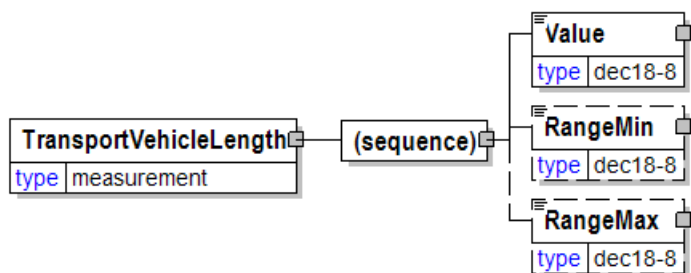 TransportVehicleLength
type measurement
(sequence)
Value
type dec18-8
RangeMin
type dec18-8
RangeMax
type dec18-8